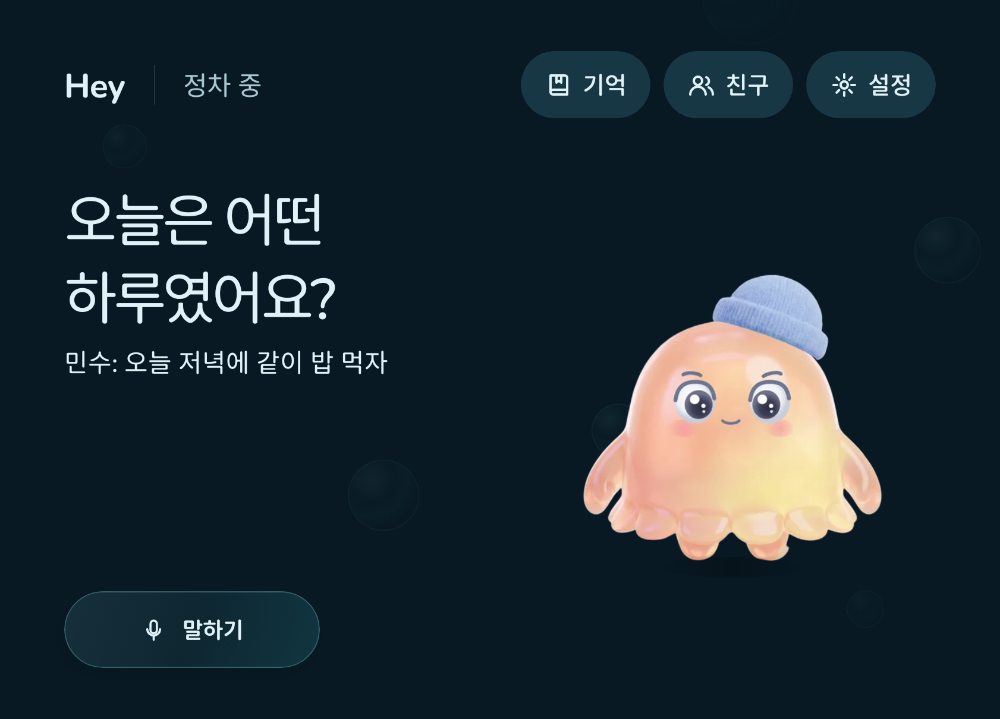 Hey
정차 중
기억
친구
설정
오늘은 어떤
하루였어요?
민수: 오늘 저녁에 같이 밥 먹자
말하기